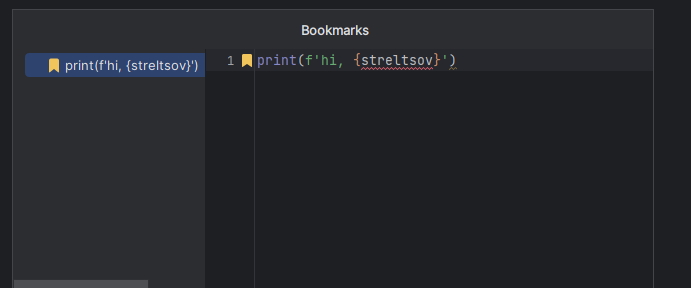 Bookmarks
print(f'hi, {streltsov}')
1 print(f'hi, {streltsov}')